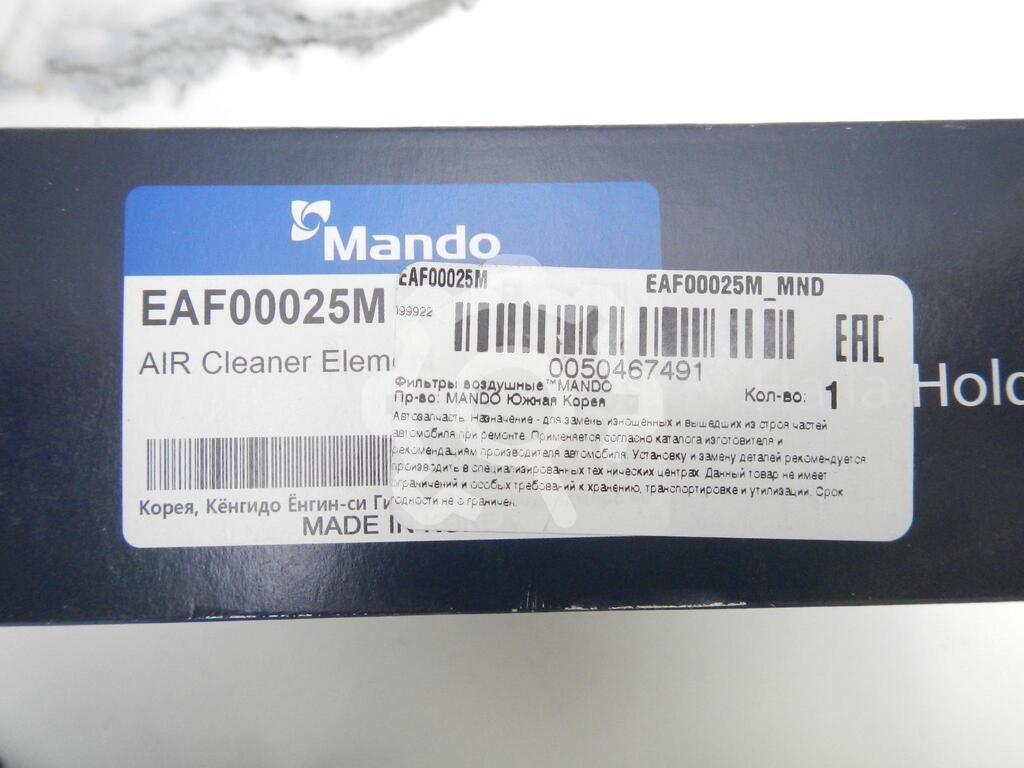 Mando
EAF00025M
AIR Cleaner Eleme
Корея, Кёнгидо Ёнгин-си Ги
MADE IN KO
EAF00025M EAF00025M_MND
199922
0050467491
EAC
Фильтры воздушные™MANDO
Пр-во: MANDO Южная Корея Кол-во: 1
Автозапчасть. Назначение - для замены изношенных и вышедших из строя частей
автомобиля при ремонте. Применяется согласно каталога изготовителя и
рекомендациям производителя автомобиля. Установку и замену деталей рекомендуется
производить в специализированных технических центрах. Данный товар не имеет
ограничений и особых требований к хранению, транспортировке и утилизации. Срок
годности не ограничен.
Halla Hold